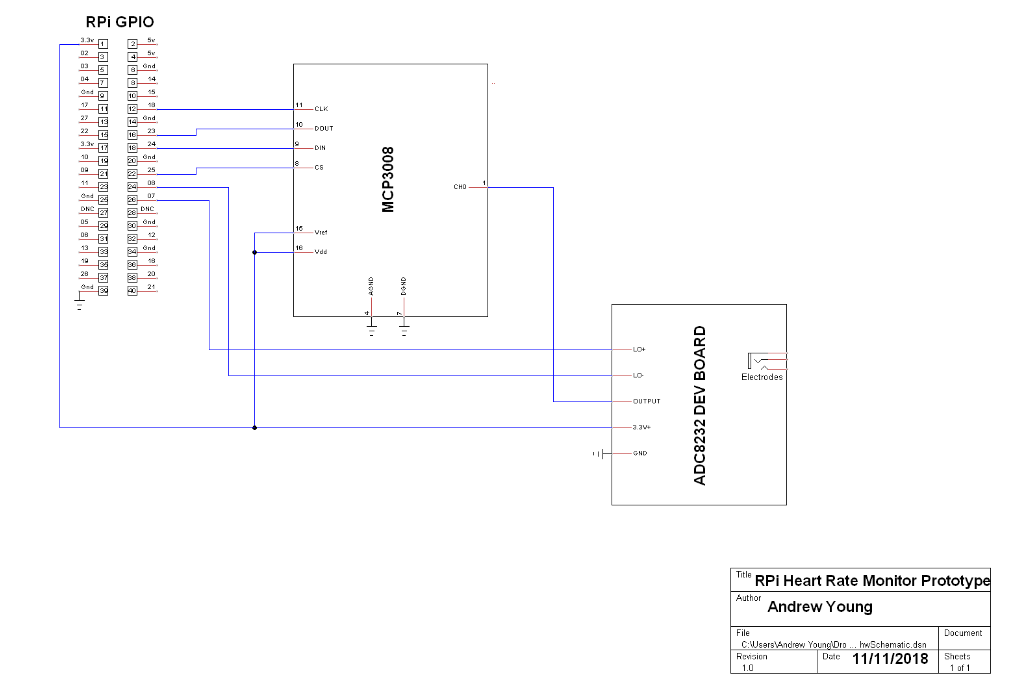 RPi GPIO
3.3v 1 2 5v
02 3 4 5v
03 5 6 Gnd
04 7 8 14
Gnd 9 10 15
17 11 12 18
27 13 14 Gnd
22 15 16 23
3.3v 17 18 24
10 19 20 Gnd
09 21 22 25
11 23 24 08
Gnd 25 26 07
DNC 27 28 DNC
05 29 30 Gnd
06 31 32 12
13 33 34 Gnd
19 35 36 16
26 37 38 20
Gnd 39 40 21
11 CLK
10 DOUT
9 DIN
8 CS
MCP3008
CH0 1
15 Vref
16 Vdd
AGND
DGND
4
7
LO+
LO-
OUTPUT
3.3V+
GND
ADC8232 DEV BOARD
Electrodes
Title RPi Heart Rate Monitor Prototype
Author
Andrew Young
File
C:\Users\Andrew Young\Dro ... hwSchematic.dsn
Document
Revision
1.0
Date 11/11/2018
Sheets
1 of 1